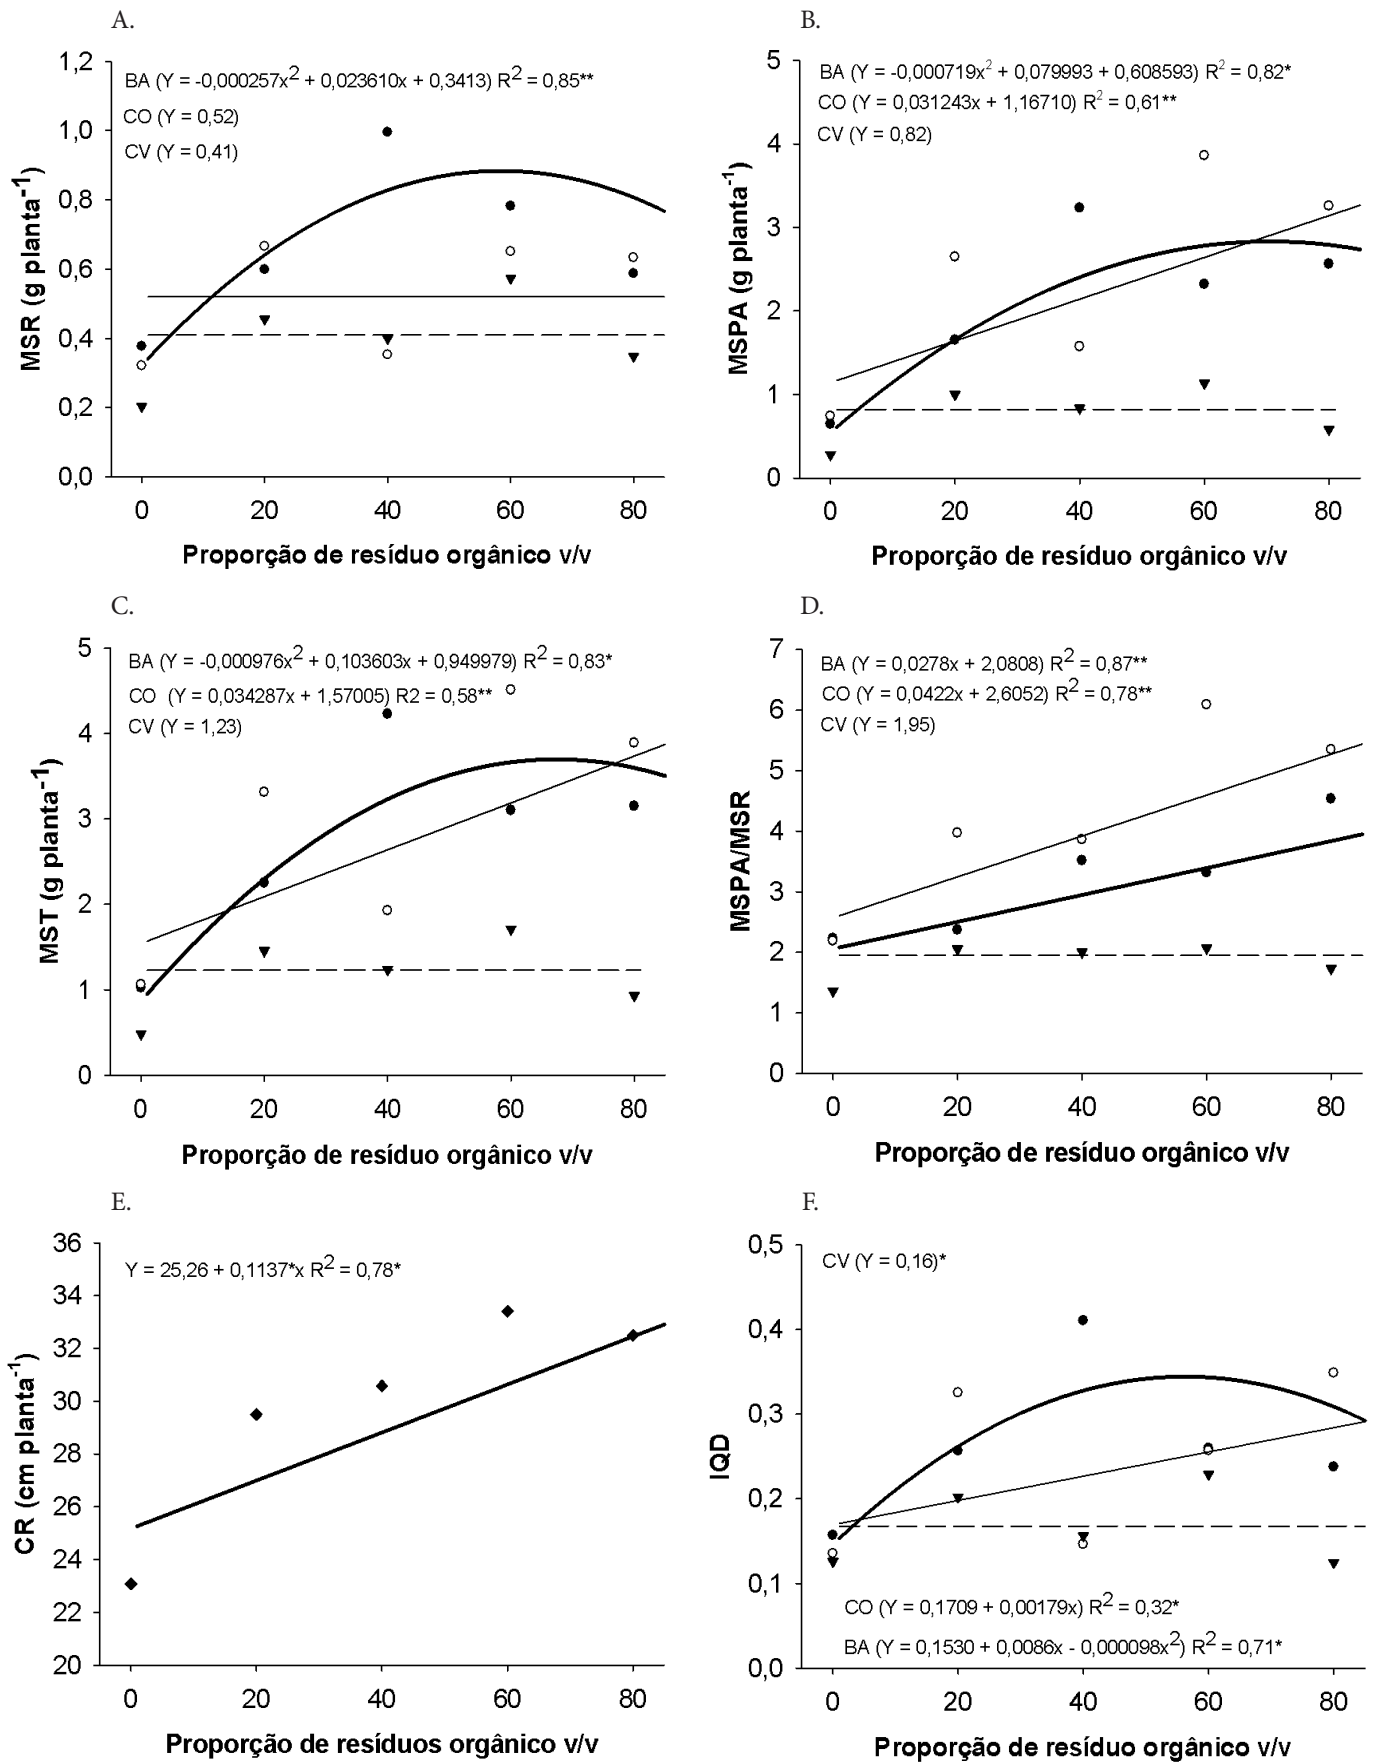 A.
BA (Y = -0,000257x² + 0,023610x + 0,3413) R² = 0,85**
CO (Y = 0,52)
CV (Y = 0,41)
MSR (g planta⁻¹)
1,2
1,0
0,8
0,6
0,4
0,2
0,0
0 20 40 60 80
Proporção de resíduo orgânico v/v
B.
BA (Y = -0,000719x² + 0,079993 + 0,608593) R² = 0,82*
CO (Y = 0,031243x + 1,16710) R² = 0,61**
CV (Y = 0,82)
MSPA (g planta⁻¹)
5
4
3
2
1
0
0 20 40 60 80
Proporção de resíduo orgânico v/v
C.
BA (Y = -0,000976x² + 0,103603x + 0,949979) R² = 0,83*
CO (Y = 0,034287x + 1,57005) R2 = 0,58**
CV (Y = 1,23)
MST (g planta⁻¹)
5
4
3
2
1
0
0 20 40 60 80
Proporção de resíduo orgânico v/v
D.
BA (Y = 0,0278x + 2,0808) R² = 0,87**
CO (Y = 0,0422x + 2,6052) R² = 0,78**
CV (Y = 1,95)
MSPA/MSR
7
6
5
4
3
2
1
0
0 20 40 60 80
Proporção de resíduo orgânico v/v
E.
Y = 25,26 + 0,1137*x R² = 0,78*
CR (cm planta⁻¹)
36
34
32
30
28
26
24
22
20
0 20 40 60 80
Proporção de resíduos orgânico v/v
F.
CV (Y = 0,16)*
IQD
0,5
0,4
0,3
0,2
0,1
0,0
CO (Y = 0,1709 + 0,00179x) R² = 0,32*
BA (Y = 0,1530 + 0,0086x - 0,000098x²) R² = 0,71*
0 20 40 60 80
Proporção de resíduo orgânico v/v